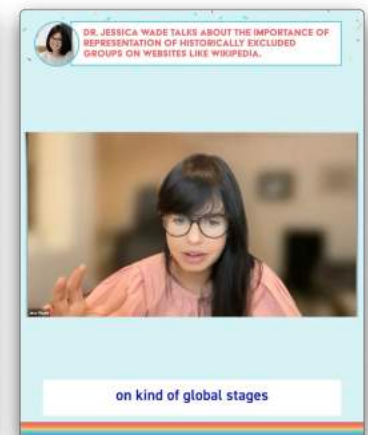 DR. JESSICA WADE TALKS ABOUT THE IMPORTANCE OF
REPRESENTATION OF HISTORICALLY EXCLUDED
GROUPS ON WEBSITES LIKE WIKIPEDIA.
on kind of global stages